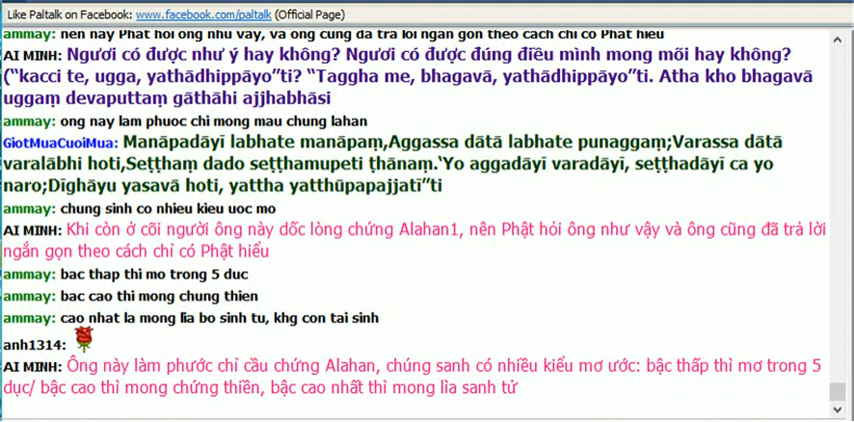 Like Paltalk on Facebook: www.facebook.com/paltalk (Official Page)
ammay: nen nay Phat hoi ong nhu vay, va ong cung da tra loi ngan gon theo cach chi co Phat hieu
AI MINH: Ngươi có được như ý hay không? Ngươi có được đúng điều mình mong mõi hay không?
(“kacci te, ugga, yathādhippāyo”ti? “Taggha me, bhagavā, yathādhippāyo”ti. Atha kho bhagavā
uggaṃ devaputtaṃ gāthāhi ajjhabhāsi
ammay: ong nay lam phuoc chi mong mau chung lahan
GiotMuaCuoiMua: Manāpadāyī labhate manāpaṃ,Aggassa dātā labhate punaggaṃ;Varassa dātā
varalābhi hoti,Seṭṭhaṃ dado seṭṭhamupeti ṭhānaṃ.‘Yo aggadāyī varadāyī, seṭṭhadāyī ca yo
naro;Dīghāyu yasavā hoti, yattha yatthūpapajjatī”ti
ammay: chung sinh co nhieu kieu uoc mo
AI MINH: Khi còn ở cõi người ông này dốc lòng chứng Alahan1, nên Phật hỏi ông như vậy và ông cũng đã trả lời
ngắn gọn theo cách chỉ có Phật hiểu
ammay: bac thap thi mo trong 5 duc
ammay: bac cao thi mong chung thien
ammay: cao nhat la mong lia bo sinh tu, khg con tai sinh
anh1314:
AI MINH: Ông này làm phước chỉ cầu chứng Alahan, chúng sanh có nhiều kiểu mơ ước: bậc thấp thì mơ trong 5
dục/ bậc cao thì mong chứng thiền, bậc cao nhất thì mong lìa sanh tử